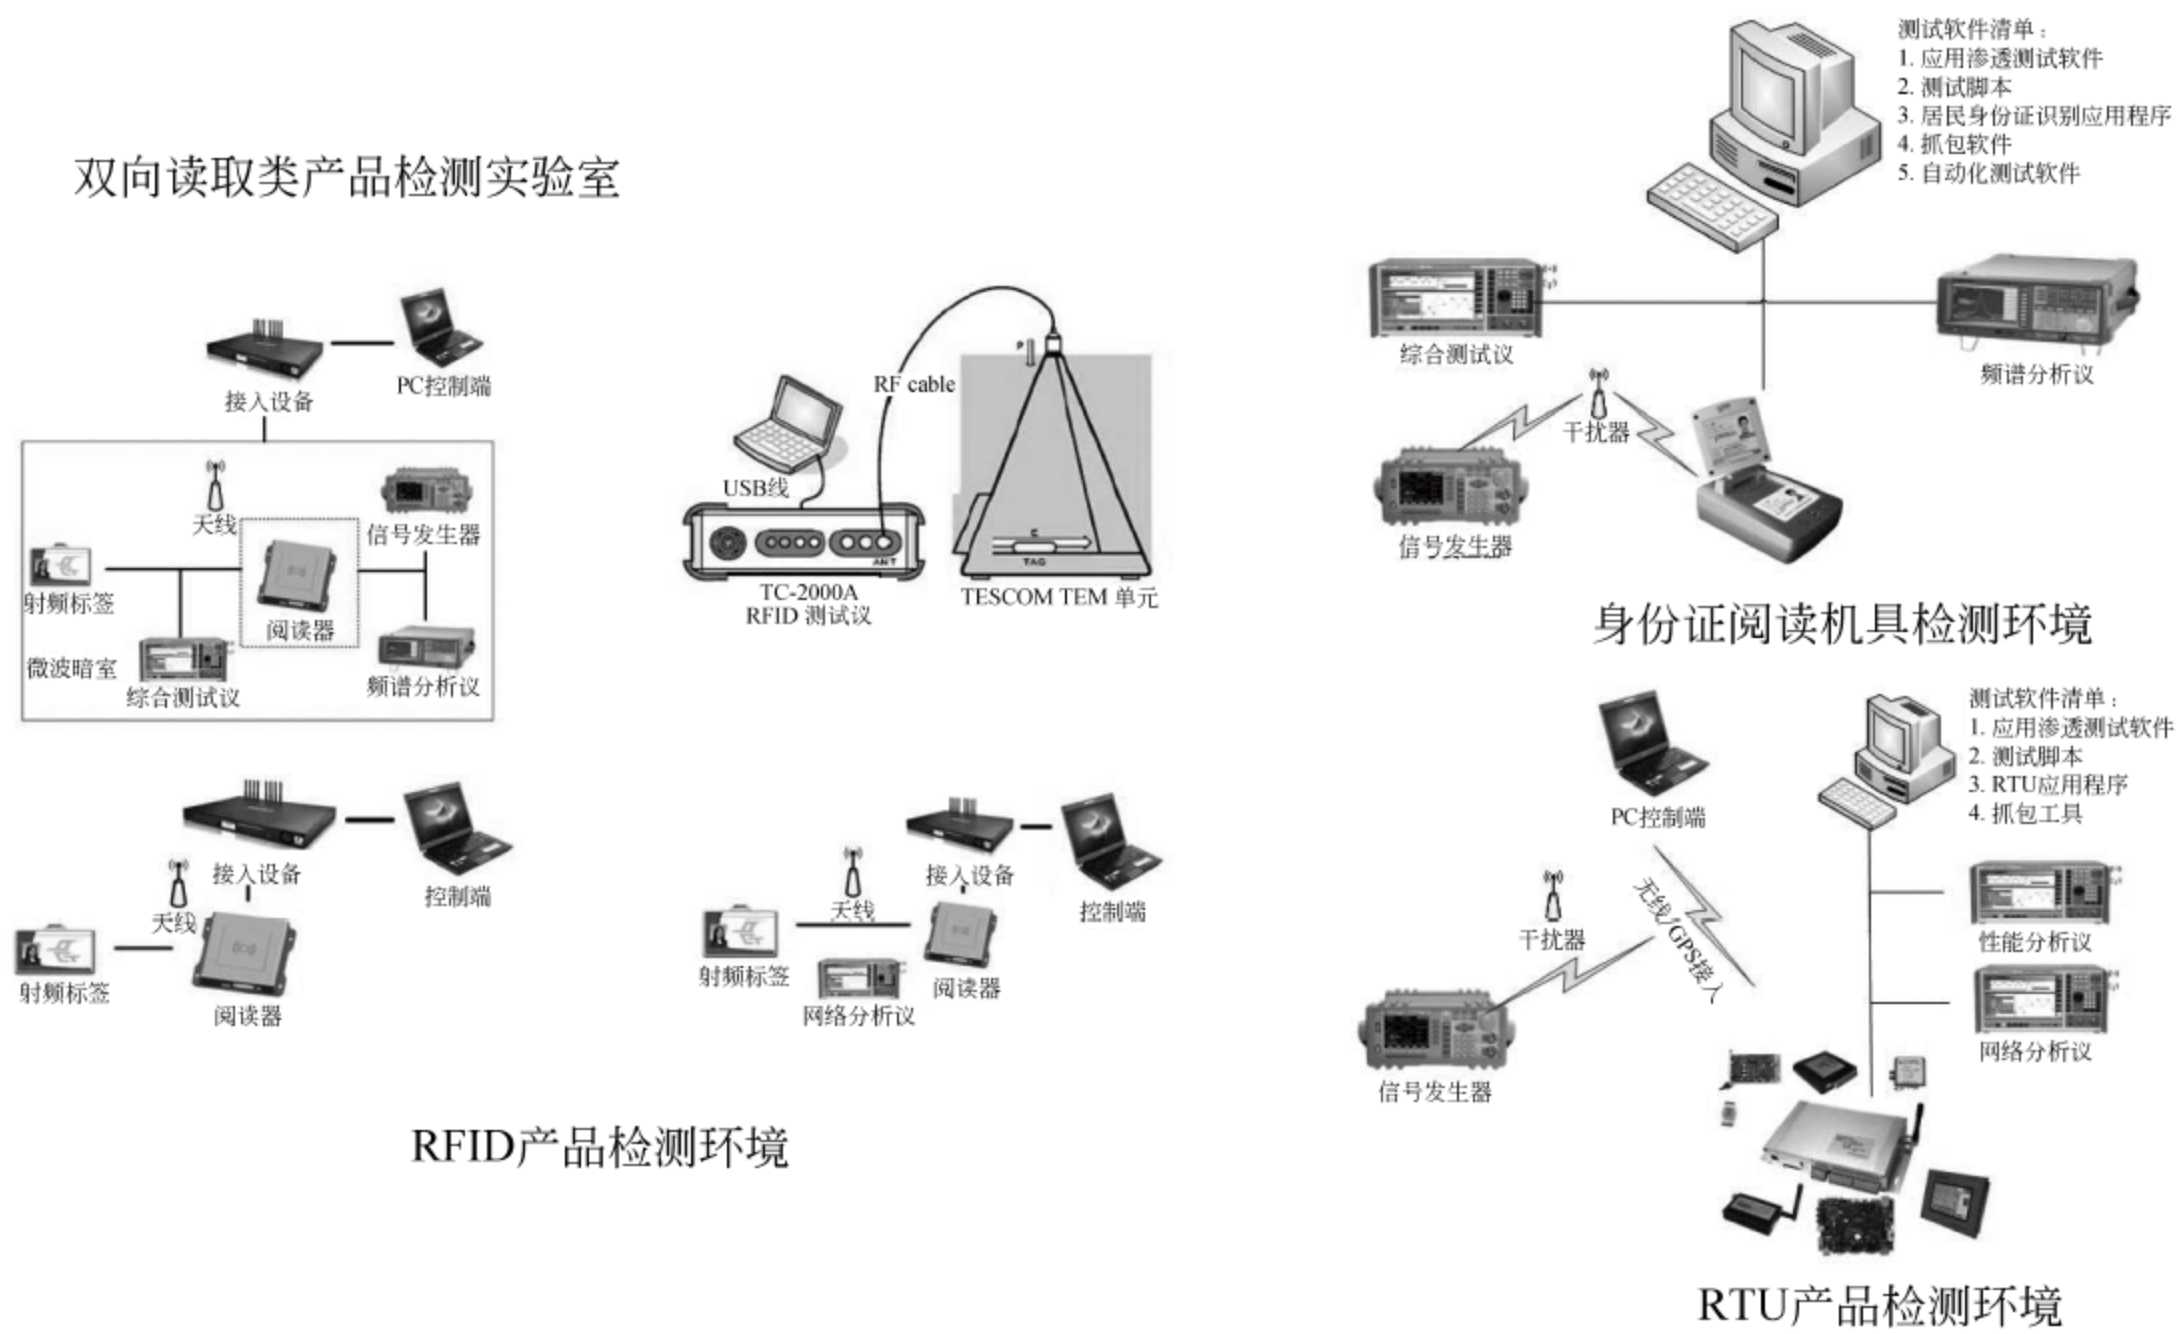 双向读取类产品检测实验室
接入设备
PC控制端
天线
信号发生器
射频标签
阅读器
微波暗室
综合测试议
频谱分析议
P
RF cable
USB线
ANT
TC-2000A
RFID 测试议
E
TAG
TESCOM TEM 单元
接入设备
控制端
天线
射频标签
阅读器
接入设备
控制端
天线
射频标签
阅读器
网络分析议
RFID产品检测环境
测试软件清单：
1. 应用渗透测试软件
2. 测试脚本
3. 居民身份证识别应用程序
4. 抓包软件
5. 自动化测试软件
综合测试议
频谱分析议
干扰器
信号发生器
身份证阅读机具检测环境
测试软件清单：
1. 应用渗透测试软件
2. 测试脚本
3. RTU应用程序
4. 抓包工具
PC控制端
干扰器
无线/GPS接入
性能分析议
网络分析议
信号发生器
RTU产品检测环境